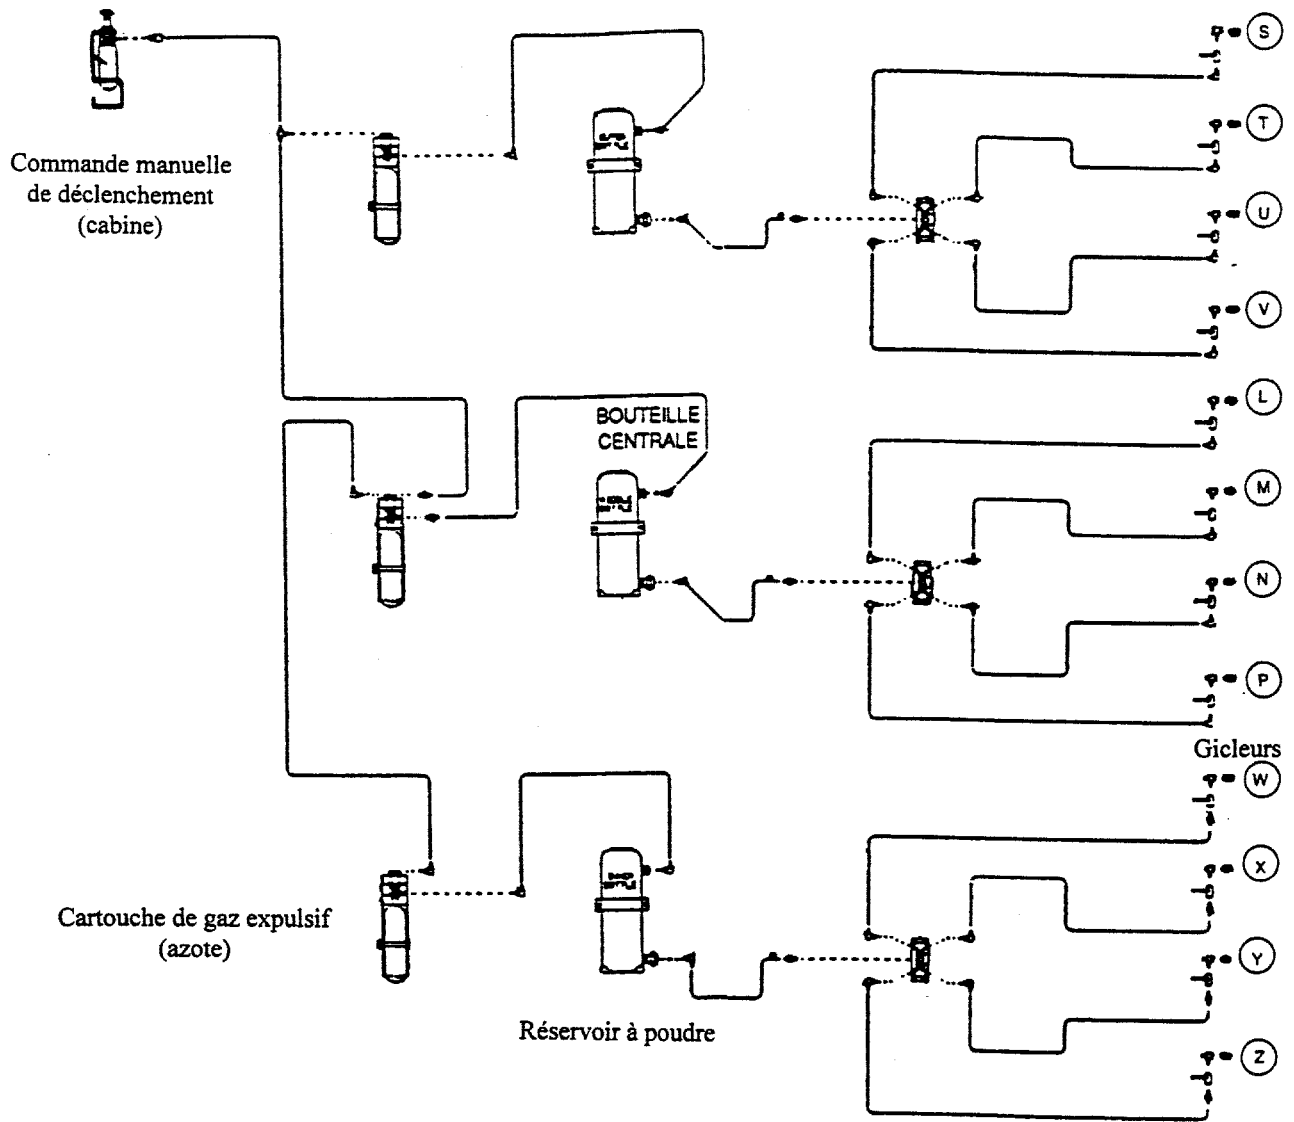 S
T
Commande manuelle
de déclenchement
(cabine)
U
V
L
BOUTEILLE
CENTRALE
M
N
P
Gicleurs
W
X
Cartouche de gaz expulsif
(azote)
Y
Réservoir à poudre
Z